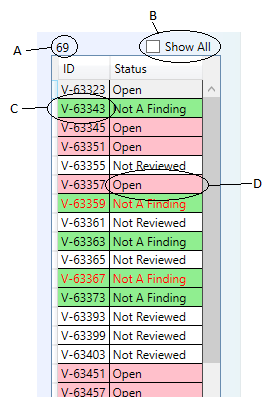 B
A 69 Show All
ID Status
V-63323 Open
C V-63343 Not A Finding
V-63345 Open
V-63351 Open
V-63355 Not Reviewed
V-63357 Open D
V-63359 Not A Finding
V-63361 Not Reviewed
V-63363 Not A Finding
V-63365 Not Reviewed
V-63367 Not A Finding
V-63373 Not A Finding
V-63393 Not Reviewed
V-63399 Not Reviewed
V-63403 Not Reviewed
V-63451 Open
V-63457 Open